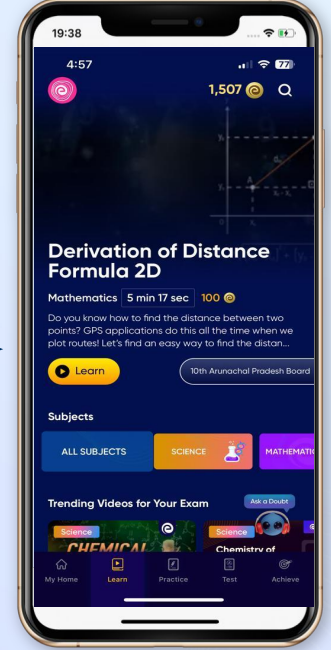 19:38
4:57
77
1,507
Derivation of Distance
Formula 2D
Mathematics 5 min 17 sec 100
Do you know how to find the distance between two
points? GPS applications do this all the time when we
plot routes! Let's find an easy way to find the distan...
Learn
10th Arunachal Pradesh Board
Subjects
ALL SUBJECTS
SCIENCE
MATHEMATIC
Trending Videos for Your Exam
Ask a Doubt
Science
CHEMICAL
Science
Chemistry of
My Home
Learn
Practice
Test
Achieve